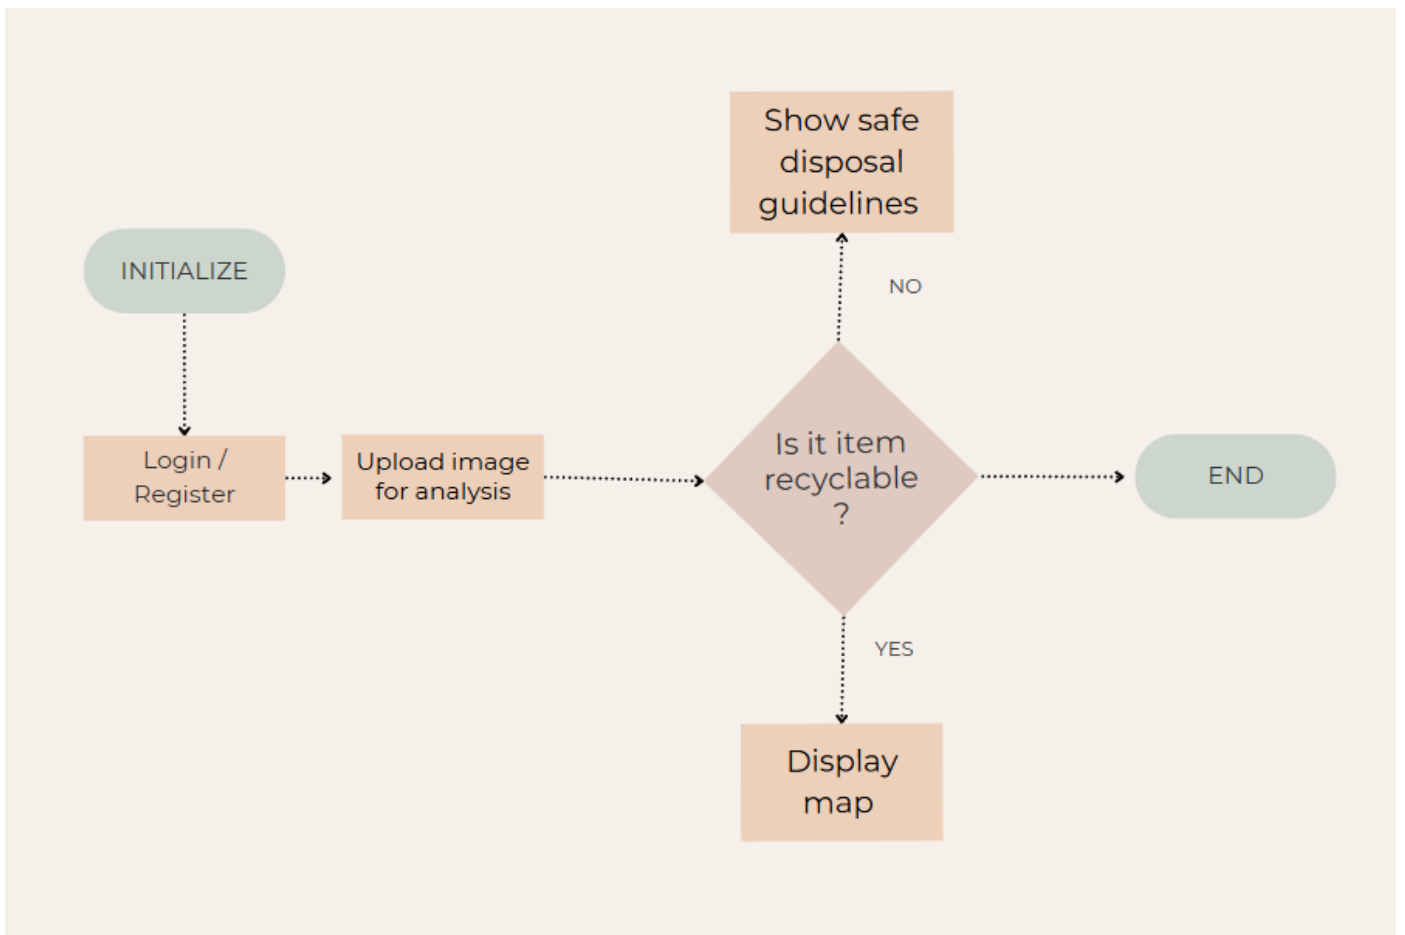 Show safe
disposal
guidelines
INITIALIZE
NO
Login /
Register
Upload image
for analysis
Is it item
recyclable
?
END
YES
Display
map